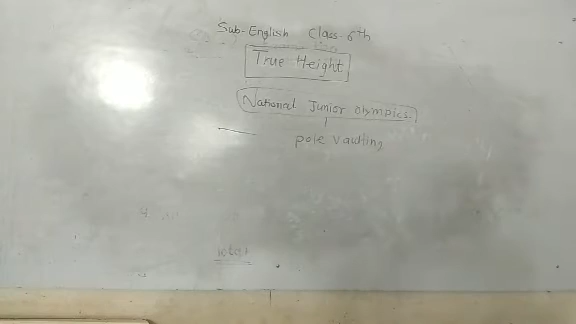 Sub-English Class-6th
True Height
National Junior Olympics
pole vaulting